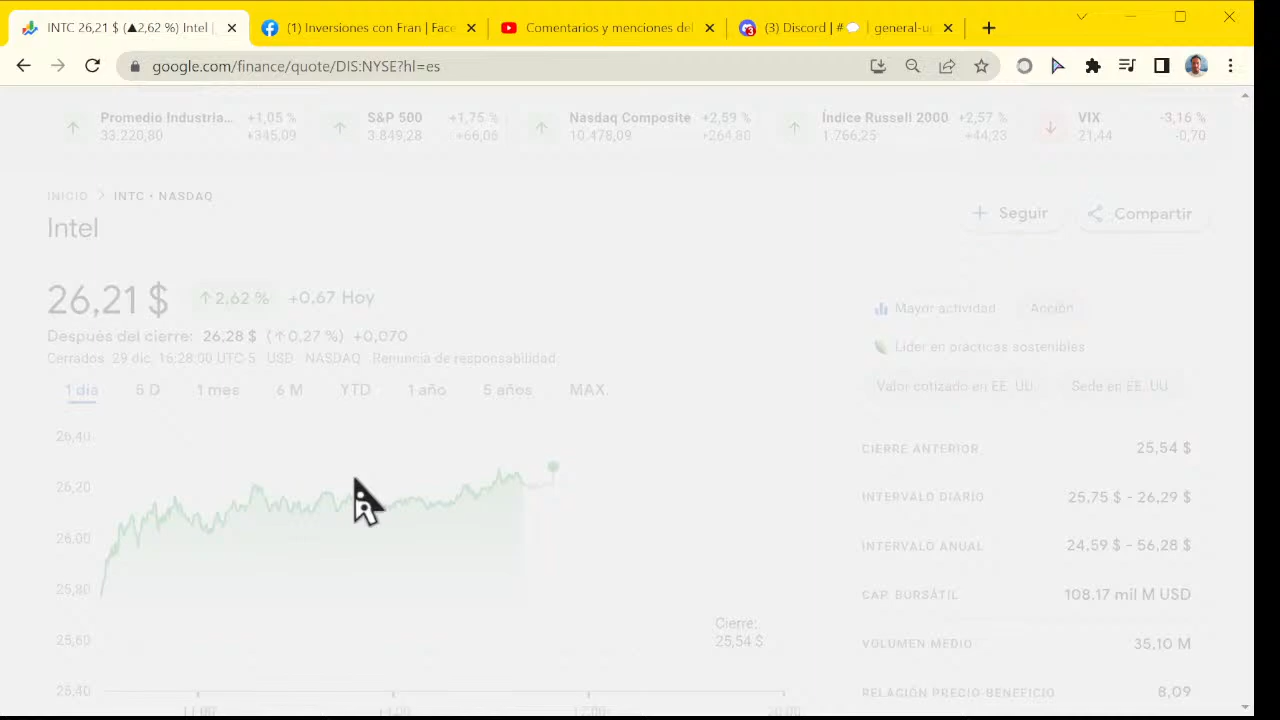 INTC 26,21 $ (▲2,62 %) Intel |
(1) Inversiones con Fran | Face
Comentarios y menciones del
(3) Discord | #💬 | general-u
google.com/finance/quote/DIS:NYSE?hl=es
Promedio Industria... +1,05 %
33.220,80 +345,09
S&P 500 +1,75 %
3.849,28 +66,06
Nasdaq Composite +2,59 %
10.478,09 +264,80
Índice Russell 2000 +2,57 %
1.766,25 +44,23
VIX -3,16 %
21,44 -0,70
INICIO > INTC • NASDAQ
Intel
Seguir
Compartir
26,21 $ ↑2,62 % +0,67 Hoy
Después del cierre: 26,28 $ (↑0,27 %) +0,070
Cerrados: 29 dic, 16:28:00 UTC-5 · USD · NASDAQ · Renuncia de responsabilidad
1 día 5 D 1 mes 6 M YTD 1 año 5 años MAX.
26,40
26,20
26,00
25,80
25,60
25,40
Cierre:
25,54 $
20:00
Mayor actividad
Acción
Líder en prácticas sostenibles
Valor cotizado en EE. UU.
Sede en EE. UU.
CIERRE ANTERIOR 25,54 $
INTERVALO DIARIO 25,75 $ - 26,29 $
INTERVALO ANUAL 24,59 $ - 56,28 $
CAP. BURSÁTIL 108,17 mil M USD
VOLUMEN MEDIO 35,10 M
RELACIÓN PRECIO-BENEFICIO 8,09